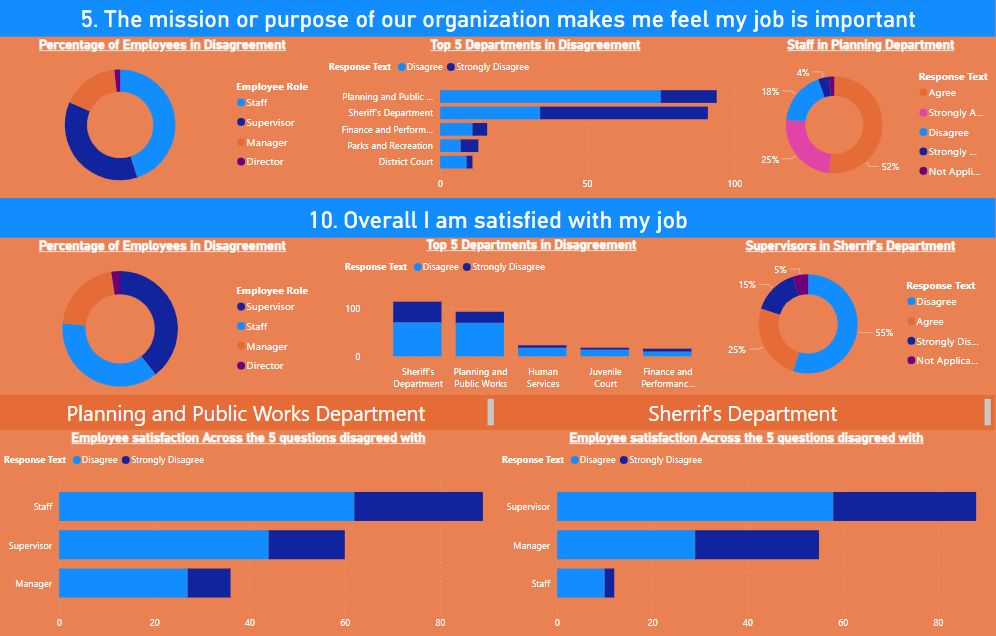 5. The mission or purpose of our organization makes me feel my job is important
Percentage of Employees in Disagreement
Employee Role
Staff
Supervisor
Manager
Director
Top 5 Departments in Disagreement
Response Text Disagree Strongly Disagree
Planning and Public ...
Sheriff's Department
Finance and Perform...
Parks and Recreation
District Court
0 50 100
Staff in Planning Department
4%
18%
25%
52%
Response Text
Agree
Strongly A...
Disagree
Strongly ...
Not Appli...
10. Overall I am satisfied with my job
Percentage of Employees in Disagreement
Employee Role
Supervisor
Staff
Manager
Director
Top 5 Departments in Disagreement
Response Text Disagree Strongly Disagree
100
0
Sheriff's Department
Planning and Public Works
Human Services
Juvenile Court
Finance and Performanc...
Supervisors in Sherrif's Department
5%
15%
25%
55%
Response Text
Disagree
Agree
Strongly Dis...
Not Applica...
Planning and Public Works Department
Employee satisfaction Across the 5 questions disagreed with
Response Text Disagree Strongly Disagree
Staff
Supervisor
Manager
0 20 40 60 80
Sherrif's Department
Employee satisfaction Across the 5 questions disagreed with
Response Text Disagree Strongly Disagree
Supervisor
Manager
Staff
0 20 40 60 80